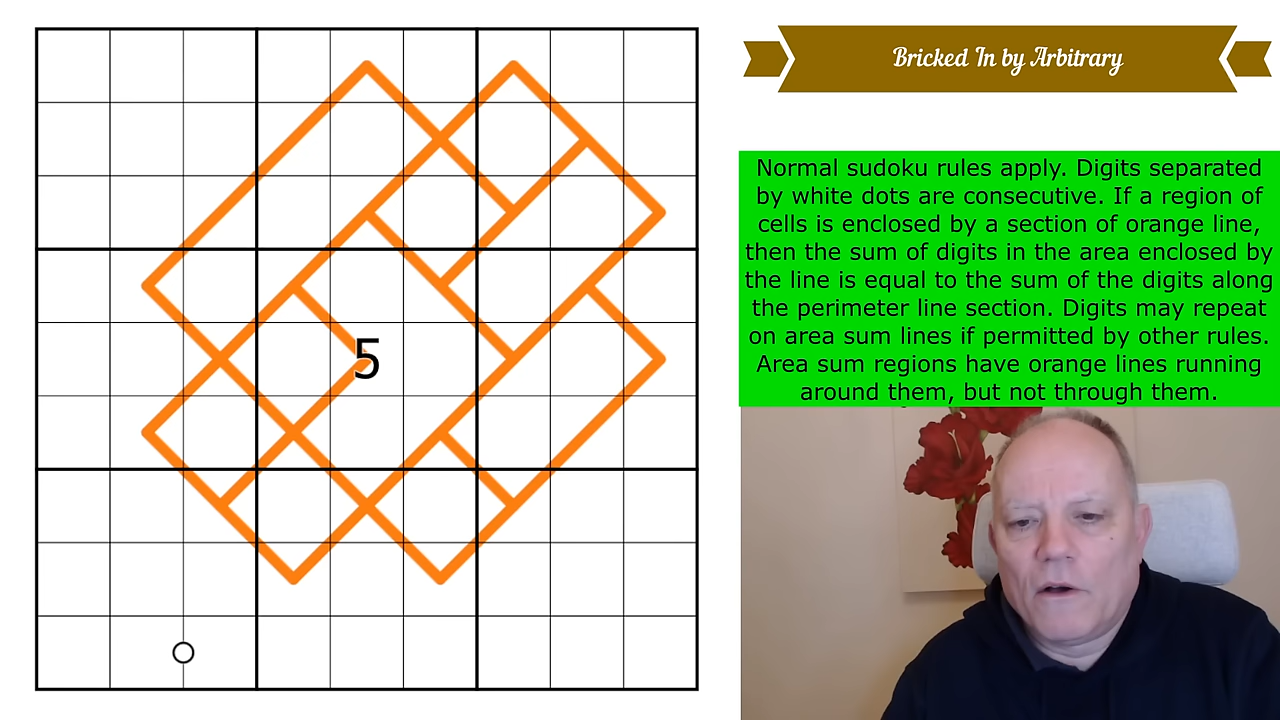 Bricked In by Arbitrary
Normal sudoku rules apply. Digits separated
by white dots are consecutive. If a region of
cells is enclosed by a section of orange line,
then the sum of digits in the area enclosed by
the line is equal to the sum of the digits along
the perimeter line section. Digits may repeat
on area sum lines if permitted by other rules.
Area sum regions have orange lines running
around them, but not through them.
5